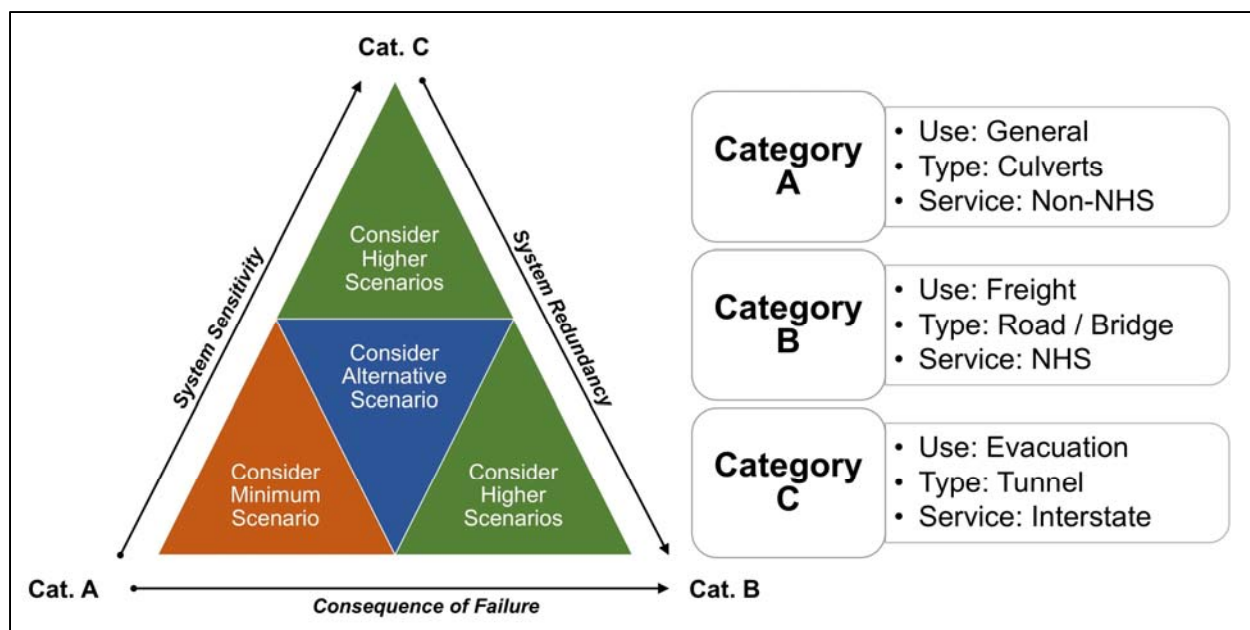 Cat. C
System Sensitivity
System Redundancy
Consider
Higher
Scenarios
Consider
Alternative
Scenario
Consider
Minimum
Scenario
Consider
Higher
Scenarios
Cat. A
Consequence of Failure
Cat. B
Category
A
• Use: General
• Type: Culverts
• Service: Non-NHS
Category
B
• Use: Freight
• Type: Road / Bridge
• Service: NHS
Category
C
• Use: Evacuation
• Type: Tunnel
• Service: Interstate